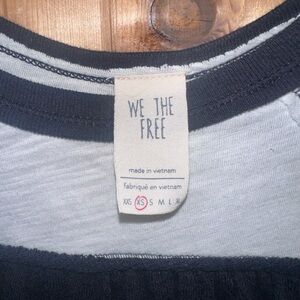 WE THE
FREE
made in vietnam
fabriqué en vietnam
XXS XS S M L XL